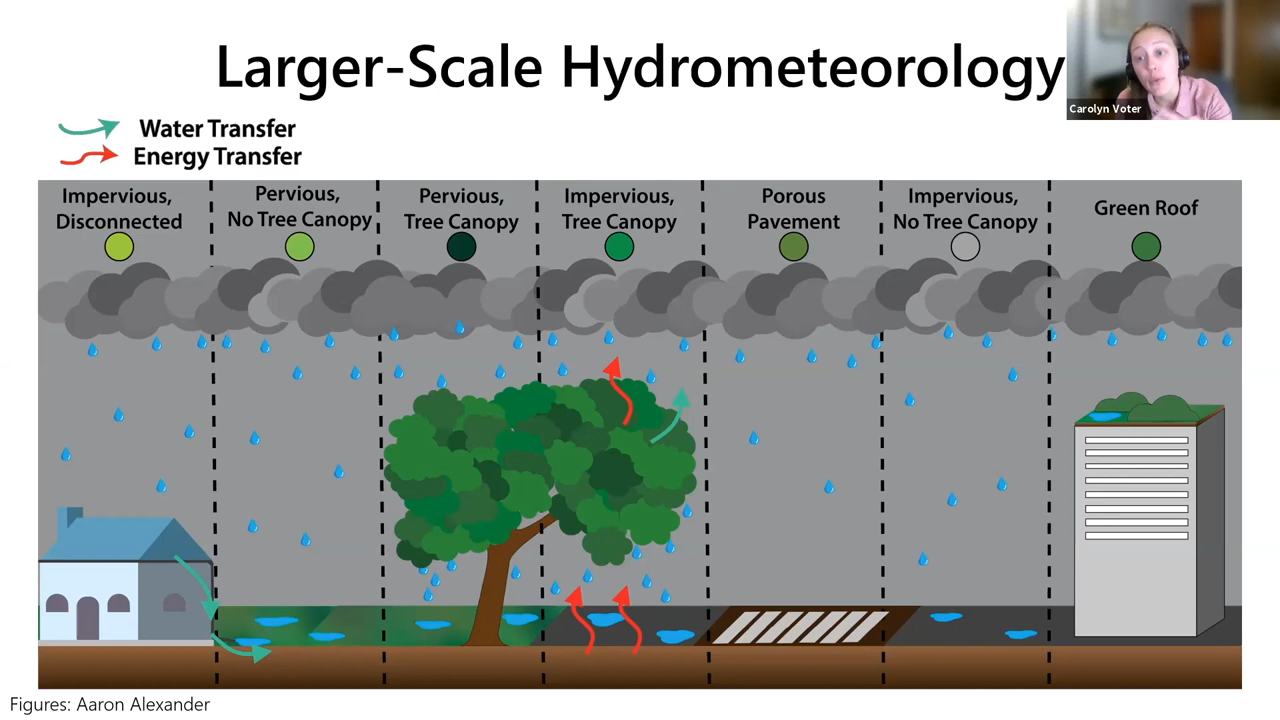 Larger-Scale Hydrometeorology
Carolyn Voter
Water Transfer
Energy Transfer
Impervious,
Disconnected
Pervious,
No Tree Canopy
Pervious,
Tree Canopy
Impervious,
Tree Canopy
Porous
Pavement
Impervious,
No Tree Canopy
Green Roof
Figures: Aaron Alexander